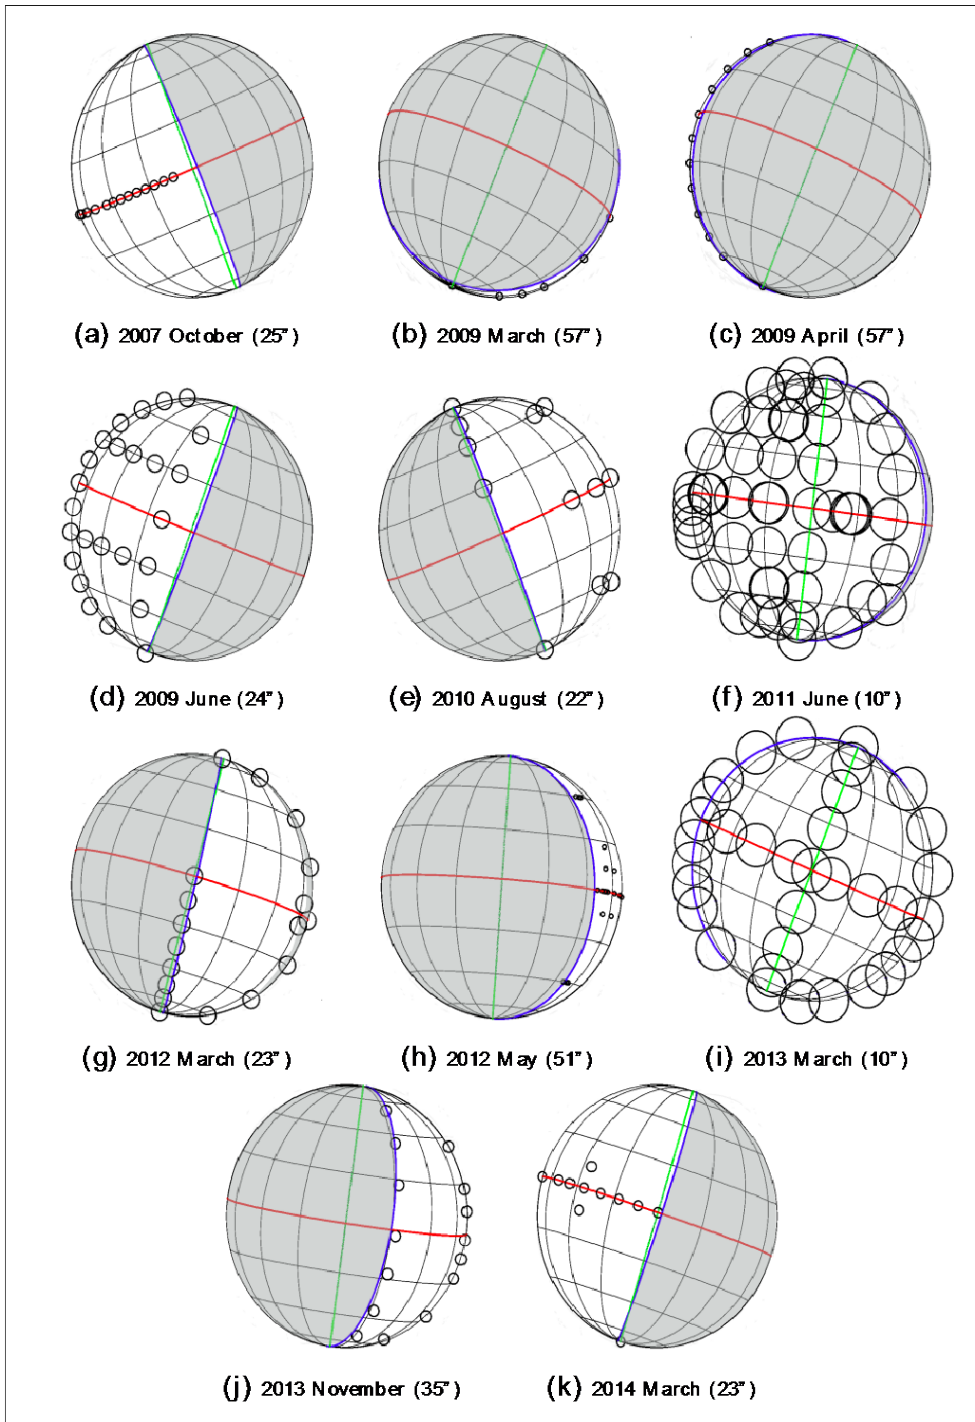 (a) 2007 October (25”)
(b) 2009 March (57”)
(c) 2009 April (57”)
(d) 2009 June (24”)
(e) 2010 August (22”)
(f) 2011 June (10”)
(g) 2012 March (23”)
(h) 2012 May (51”)
(i) 2013 March (10”)
(j) 2013 November (35”)
(k) 2014 March (23”)